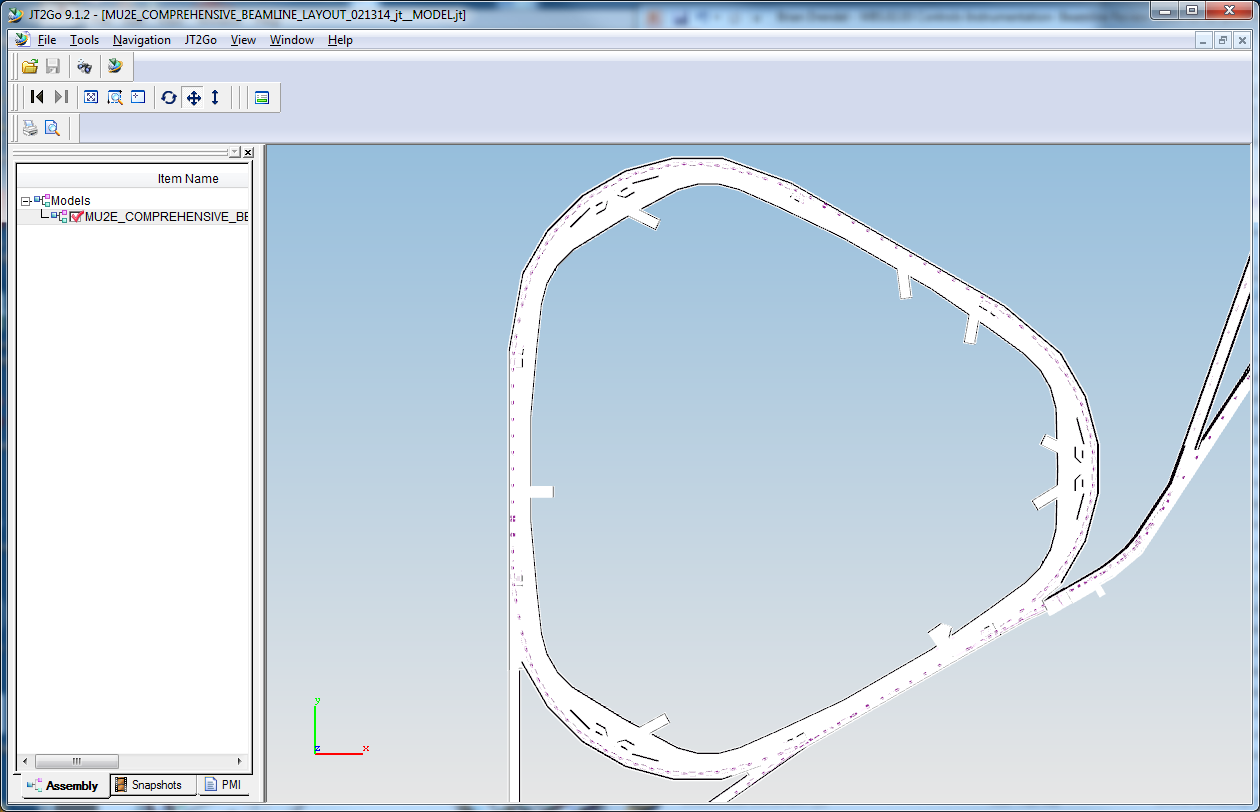 JT2Go 9.1.2 - [MU2E_COMPREHENSIVE_BEAMLINE_LAYOUT_021314_jt__MODEL.jt]
File Tools Navigation JT2Go View Window Help
Item Name
Models
MU2E_COMPREHENSIVE_BE
y
z x
Assembly Snapshots PMI